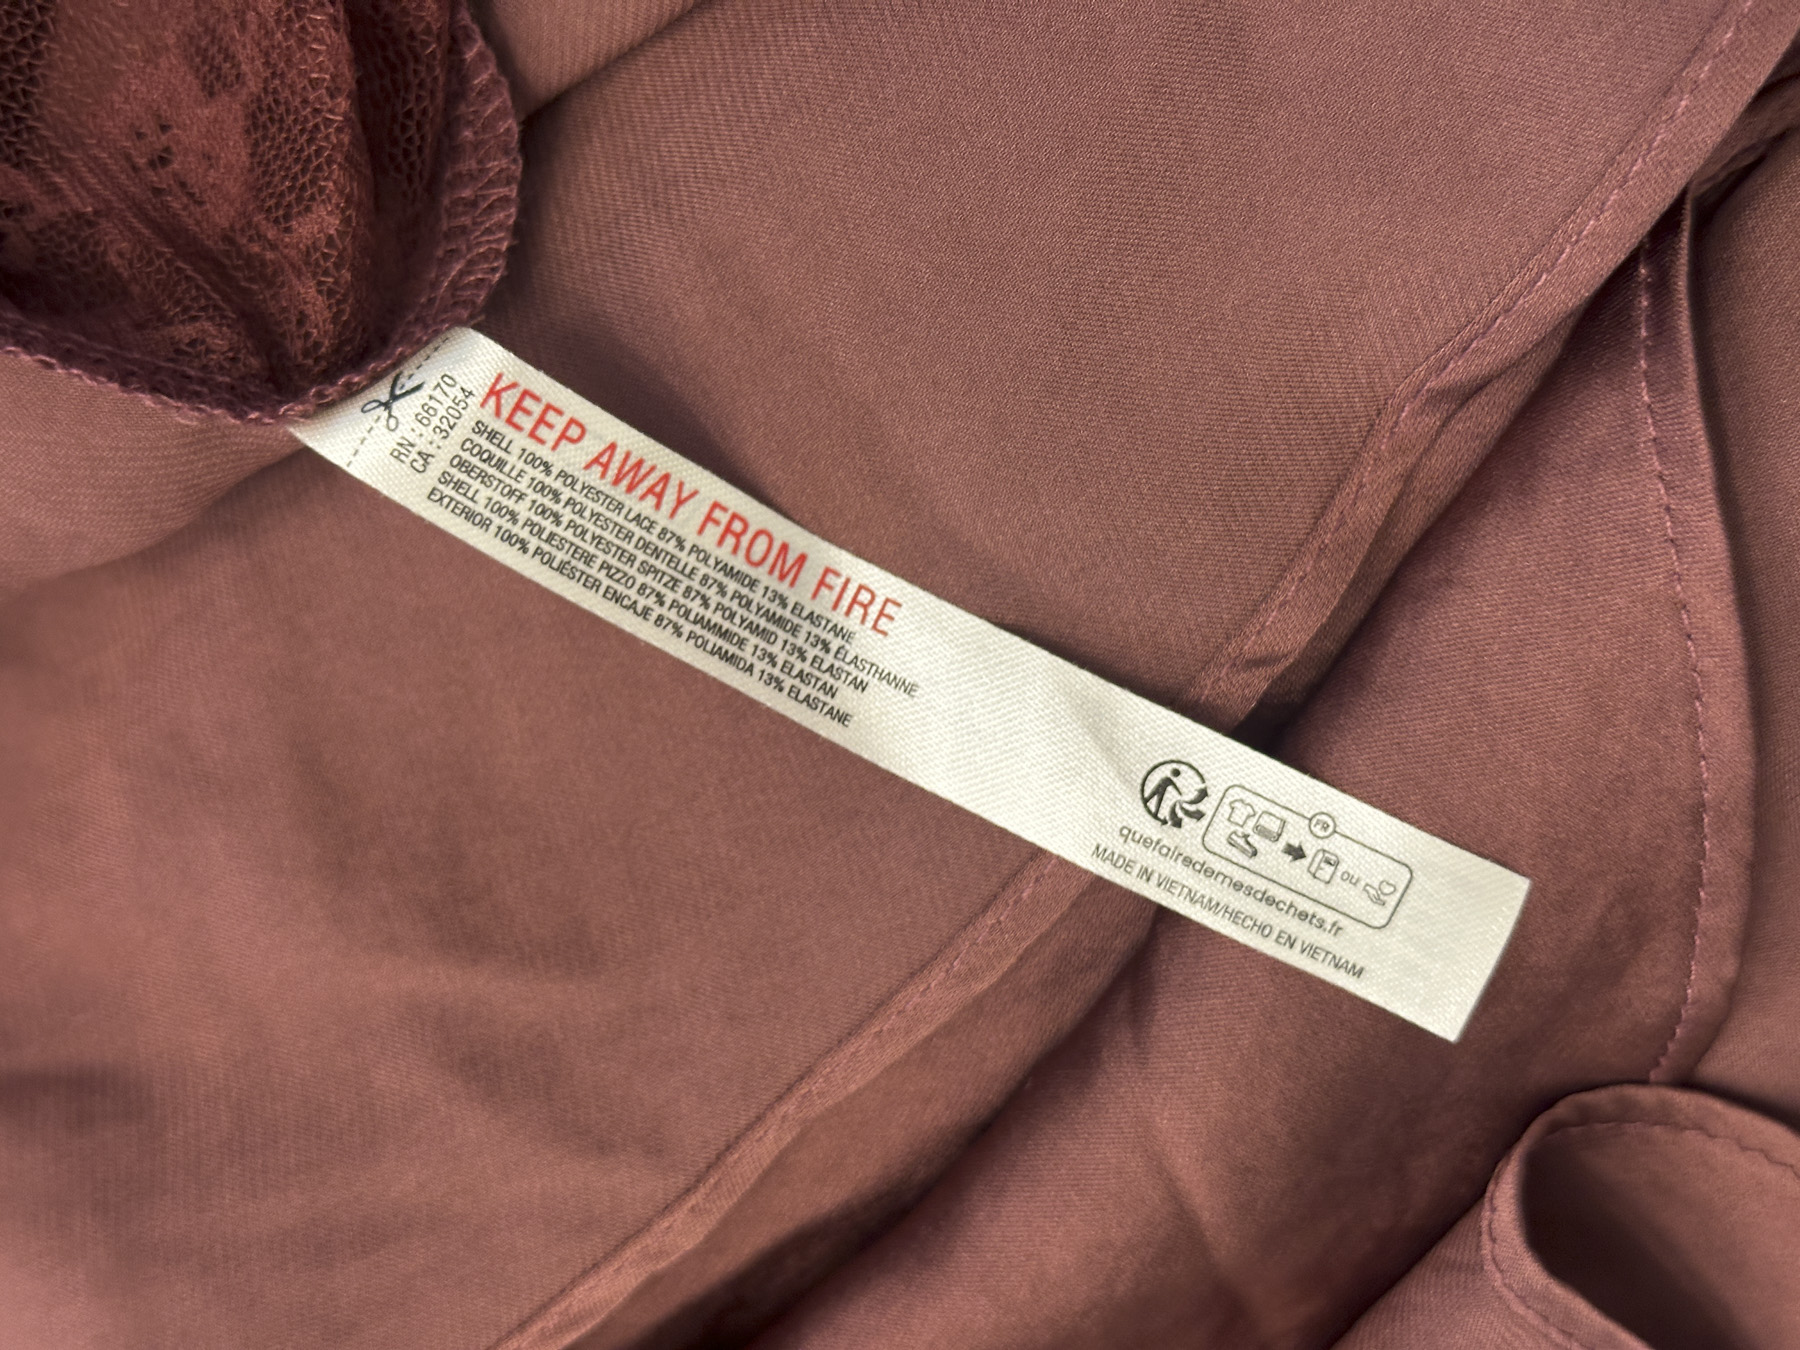 RN : 66170
CA : 32054
KEEP AWAY FROM FIRE
SHELL 100% POLYESTER LACE 87% POLYAMIDE 13% ELASTANE
COQUILLE 100% POLYESTER DENTELLE 87% POLYAMIDE 13% ÉLASTHANNE
OBERSTOFF 100% POLYESTER SPITZE 87% POLYAMID 13% ELASTAN
SHELL 100% POLIESTERE PIZZO 87% POLIAMMIDE 13% ELASTAN
EXTERIOR 100% POLIÉSTER ENCAJE 87% POLIAMIDA 13% ELASTANE
FR
ou
quefairedemesdechets.fr
MADE IN VIETNAM/HECHO EN VIETNAM